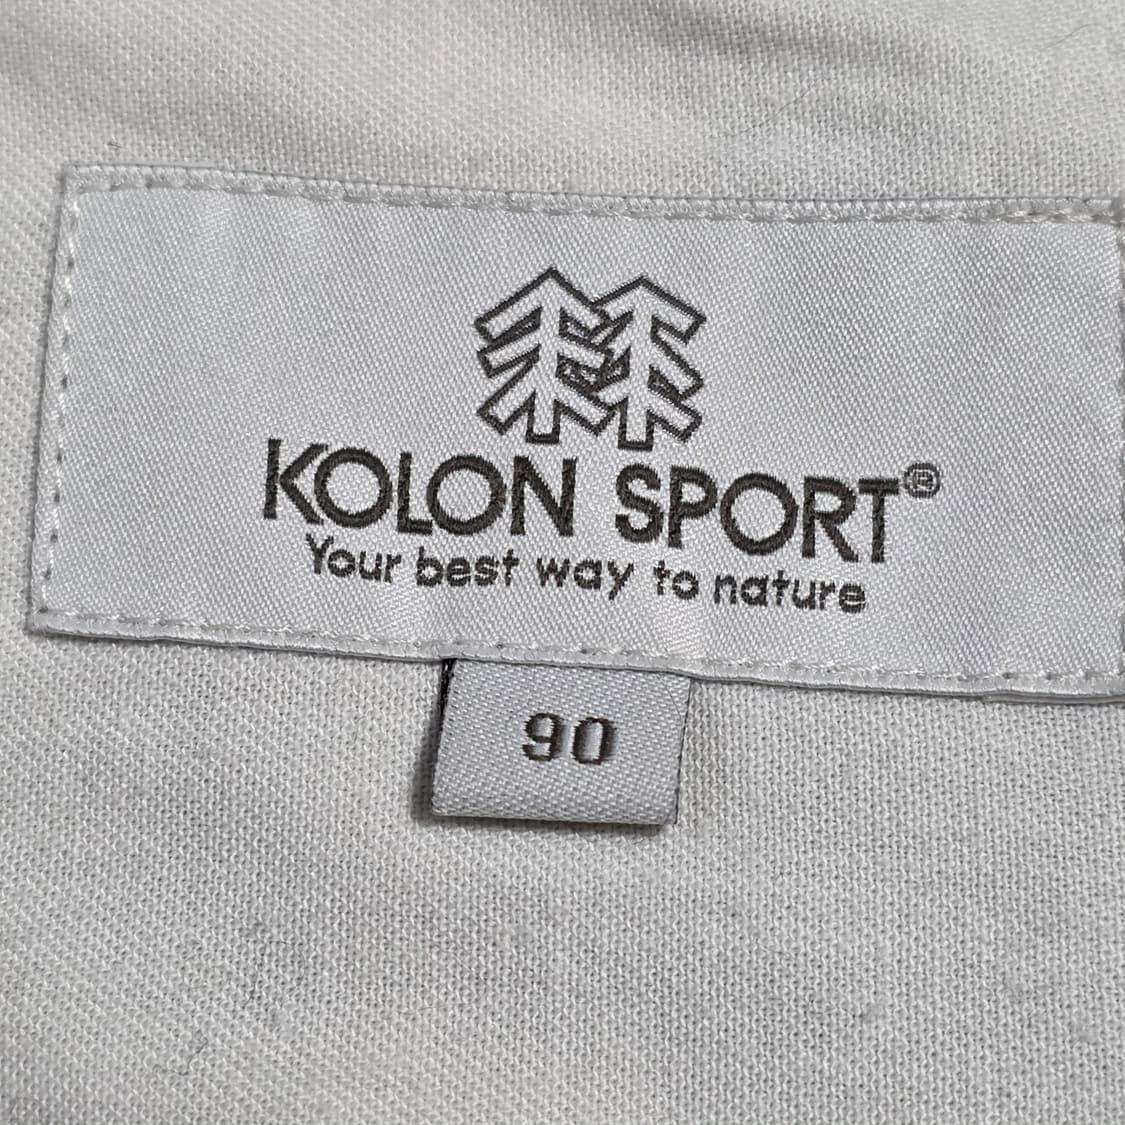 KOLON SPORT®
Your best way to nature
90